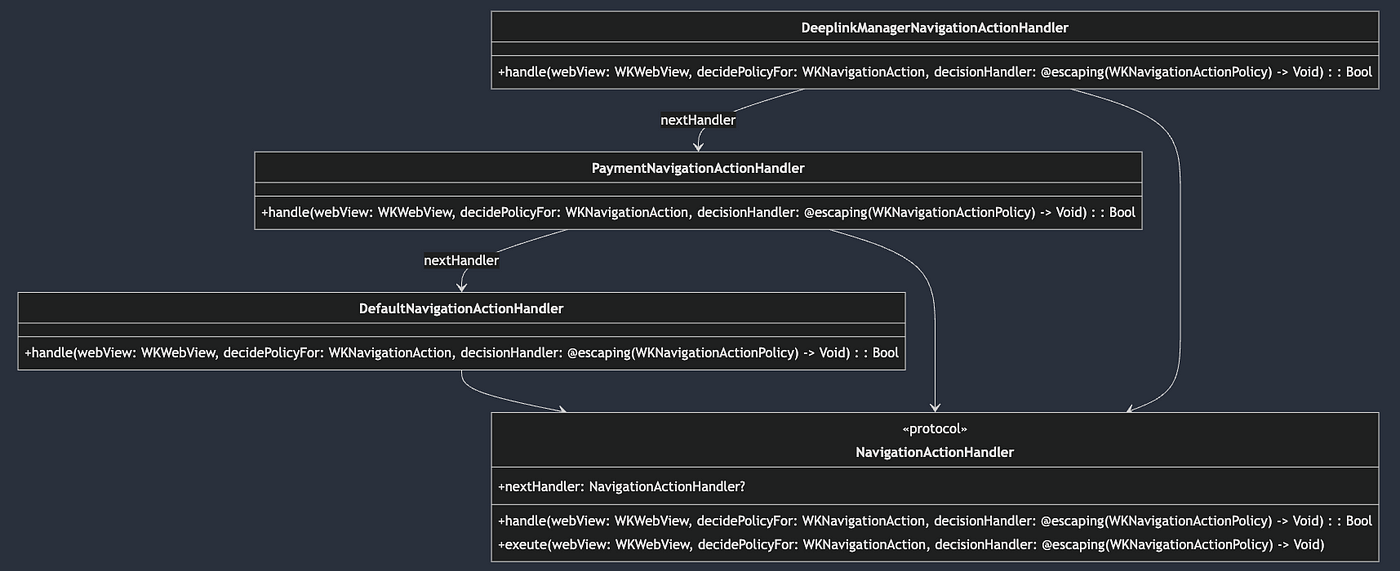 DeeplinkManagerNavigationActionHandler
+handle(webView: WKWebView, decidePolicyFor: WKNavigationAction, decisionHandler: @escaping(WKNavigationActionPolicy) -> Void) : : Bool
nextHandler
PaymentNavigationActionHandler
+handle(webView: WKWebView, decidePolicyFor: WKNavigationAction, decisionHandler: @escaping(WKNavigationActionPolicy) -> Void) : : Bool
nextHandler
DefaultNavigationActionHandler
+handle(webView: WKWebView, decidePolicyFor: WKNavigationAction, decisionHandler: @escaping(WKNavigationActionPolicy) -> Void) : : Bool
«protocol»
NavigationActionHandler
+nextHandler: NavigationActionHandler?
+handle(webView: WKWebView, decidePolicyFor: WKNavigationAction, decisionHandler: @escaping(WKNavigationActionPolicy) -> Void) : : Bool
+exeute(webView: WKWebView, decidePolicyFor: WKNavigationAction, decisionHandler: @escaping(WKNavigationActionPolicy) -> Void)